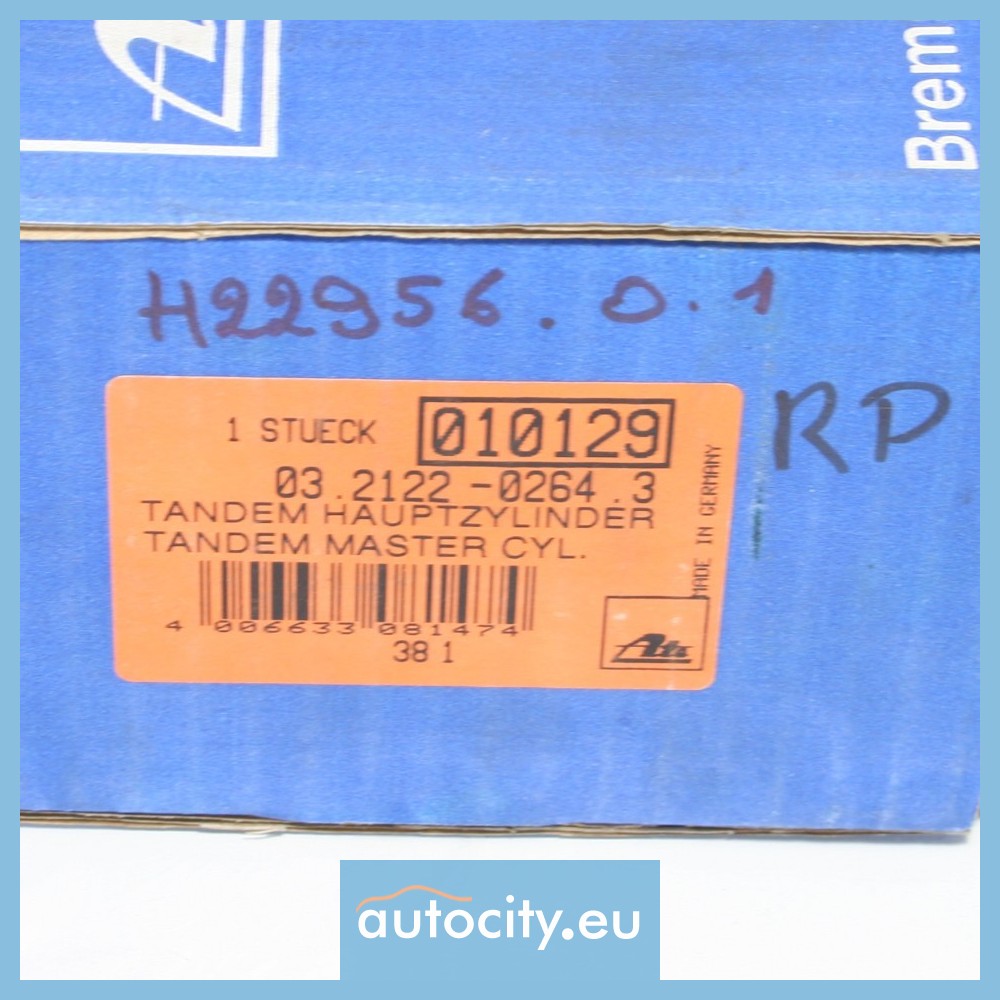 Ate
Brem
H22956.0.1
RP
1 STUECK 010129
03.2122-0264.3
TANDEM HAUPTZYLINDER
TANDEM MASTER CYL.
MADE IN GERMANY
4 006633 081474
38 1
Ate
autocity.eu